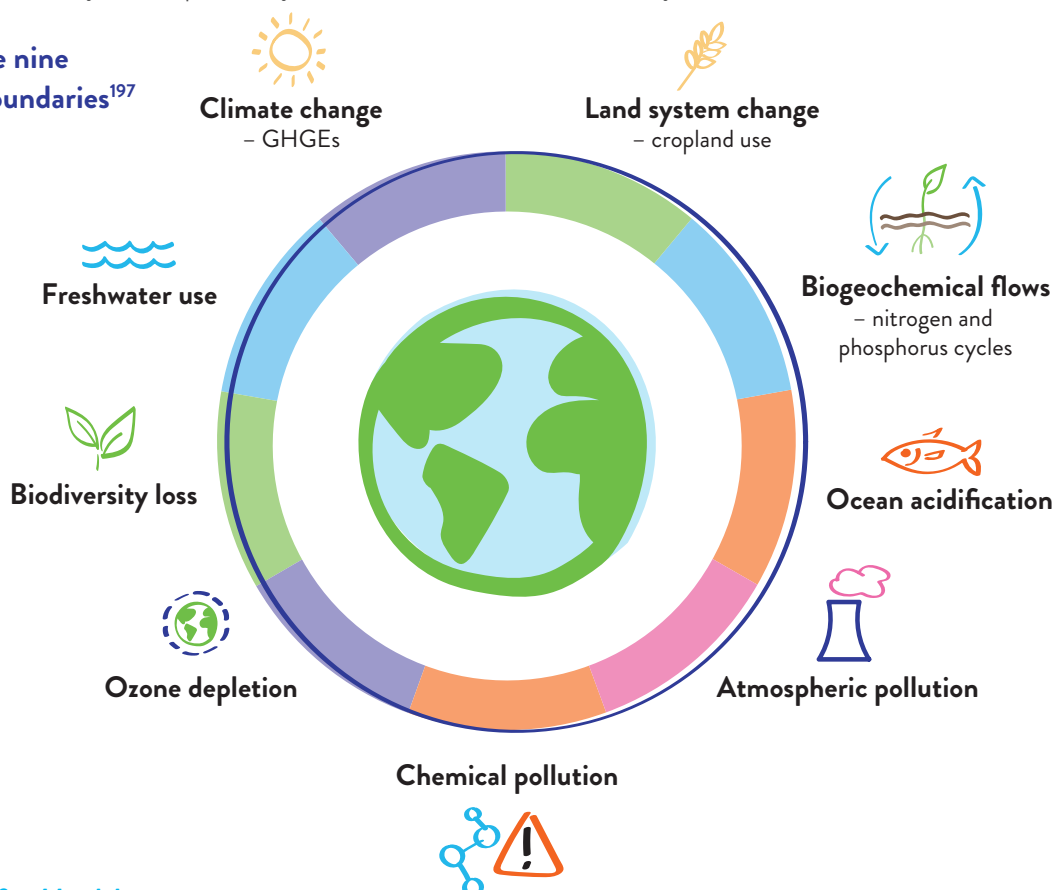 e nine
oundaries197
Climate change
– GHGEs
Land system change
– cropland use
Biogeochemical flows
– nitrogen and
phosphorus cycles
Freshwater use
Biodiversity loss
Ocean acidification
Ozone depletion
Atmospheric pollution
Chemical pollution
!